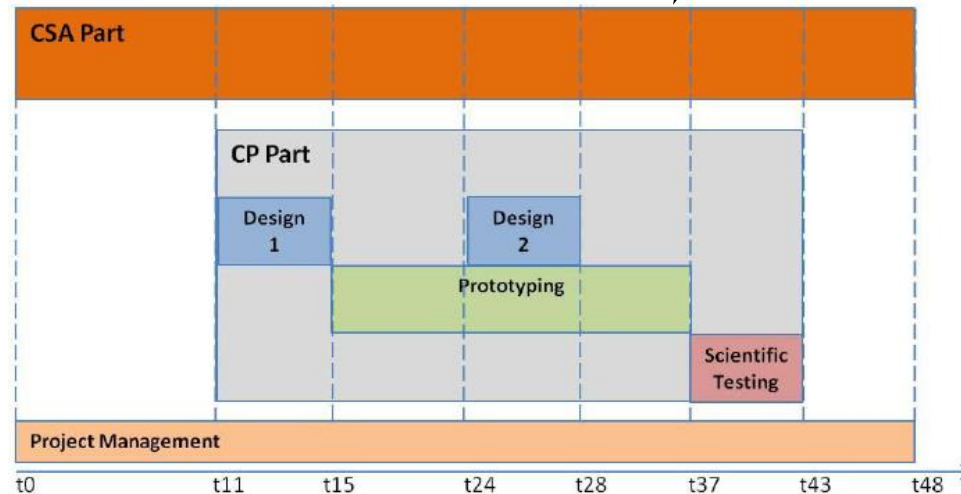 CSA Part
CP Part
Design
1
Design
2
Prototyping
Scientific
Testing
Project Management
t0 t11 t15 t24 t28 t37 t43 t48